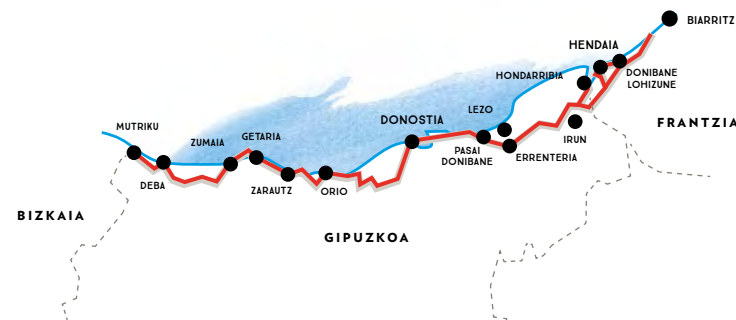 BIARRITZ
HENDAIA
HONDARRIBIA
DONIBANE
LOHIZUNE
LEZO
DONOSTIA
FRANTZIA
MUTRIKU
ZUMAIA
GETARIA
IRUN
PASAI
DONIBANE
ERRENTERIA
DEBA
ZARAUTZ
ORIO
BIZKAIA
GIPUZKOA